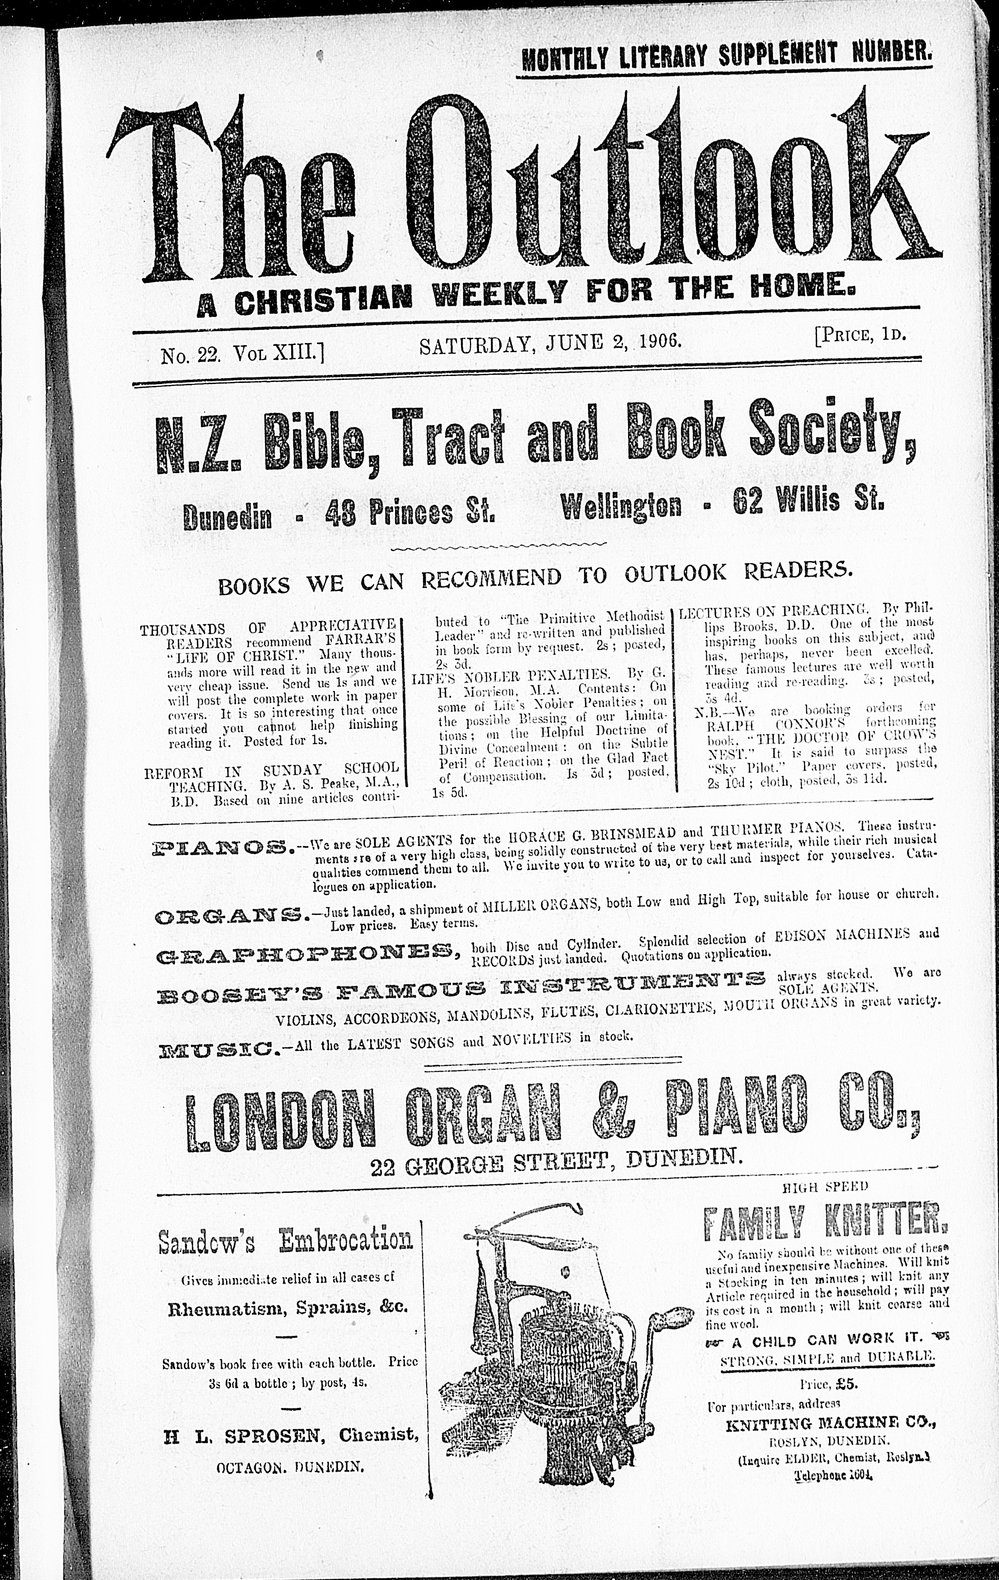 MONTHLY LITERARY SUPPLEMENT NUMBER.
The Outlook
A CHRISTIAN WEEKLY FOR THE HOME.
No. 22. VOL XIII.]
SATURDAY, JUNE 2, 1906.
[PRICE, 1D.
N.Z. Bible, Tract and Book Society,
Dunedin - 48 Princes St. Wellington - 62 Willis St.
BOOKS WE CAN RECOMMEND TO OUTLOOK READERS.
THOUSANDS OF APPRECIATIVE
READERS recommend FARRAR'S
"LIFE OF CHRIST." Many thous-
ands more will read it in the new and
very cheap issue. Send us 1s and we
will post the complete work in paper
covers. It is so interesting that once
started you cannot help finishing
reading it. Posted for 1s.
REFORM IN SUNDAY SCHOOL
TEACHING. By A. S. Peake, M.A.,
B.D. Based on nine articles contri-
buted to "The Primitive Methodist
Leader" and re-written and published
in book form by request. 2s ; posted,
2s 3d.
LIFE'S NOBLER PENALTIES. By G.
H. Morrison, M.A. Contents: On
some of Life's Nobler Penalties ; on
the possible Blessing of our Limita-
tions ; on the Helpful Doctrine of
Divine Concealment : on the Subtle
Peril of Reaction ; on the Glad Fact
of Compensation. 1s 3d ; posted,
1s 5d.
LECTURES ON PREACHING. By Phil-
lips Brooks, D.D. One of the most
inspiring books on this subject, and
has, perhaps, never been excelled.
These famous lectures are well worth
reading and re-reading. 3s ; posted,
3s 4d.
N.B.—We are booking orders for
RALPH CONNOR'S forthcoming
book, "THE DOCTOR OF CROW'S
NEST." It is said to surpass the
"Sky Pilot." Paper covers, posted,
2s 10d ; cloth, posted, 3s 11d.
PIANOS.—We are SOLE AGENTS for the HORACE G. BRINSMEAD and THURMER PIANOS. These instru-
ments are of a very high class, being solidly constructed of the very best materials, while their rich musical
qualities commend them to all. We invite you to write to us, or to call and inspect for yourselves. Cata-
logues on application.
ORGANS.—Just landed, a shipment of MILLER ORGANS, both Low and High Top, suitable for house or church.
Low prices. Easy terms.
GRAPHOPHONES, both Disc and Cylinder. Splendid selection of EDISON MACHINES and
RECORDS just landed. Quotations on application.
BOOSEY'S FAMOUS INSTRUMENTS always stocked. We are
SOLE AGENTS.
VIOLINS, ACCORDEONS, MANDOLINS, FLUTES, CLARIONETTES, MOUTH ORGANS in great variety.
MUSIC.—All the LATEST SONGS and NOVELTIES in stock.
LONDON ORGAN & PIANO CO.,
22 GEORGE STREET, DUNEDIN.
Sandow's Embrocation
Gives immediate relief in all cases of
Rheumatism, Sprains, &c.
Sandow's book free with each bottle. Price
3s 6d a bottle ; by post, 4s.
H L. SPROSEN, Chemist,
OCTAGON. DUNEDIN.
HIGH SPEED
FAMILY KNITTER.
No family should be without one of these
useful and inexpensive Machines. Will knit
a Stocking in ten minutes ; will knit any
Article required in the household ; will pay
its cost in a month ; will knit coarse and
fine wool.
A CHILD CAN WORK IT.
STRONG, SIMPLE and DURABLE.
Price, £5.
For particulars, address
KNITTING MACHINE CO.,
ROSLYN, DUNEDIN.
(Inquire ELDER, Chemist, Roslyn.)
Telephone 1604.